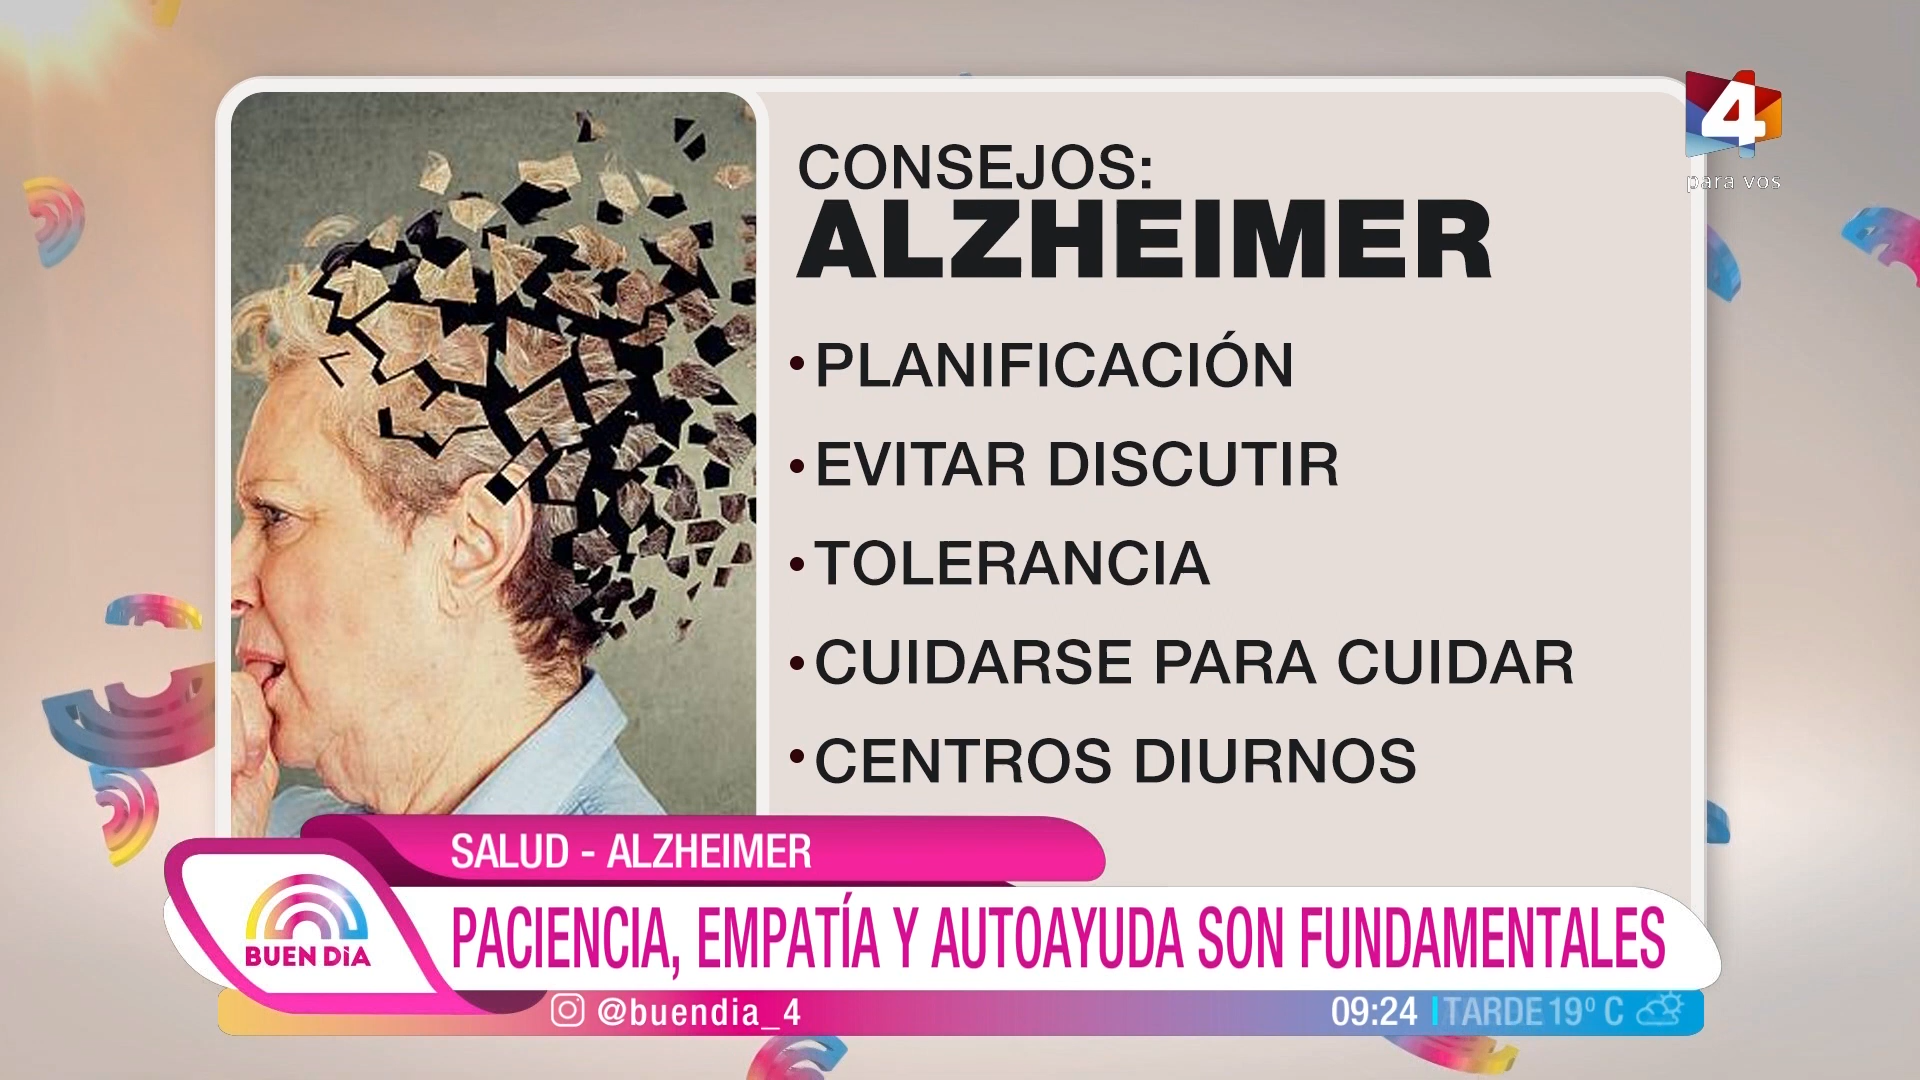 4
para vos
CONSEJOS:
ALZHEIMER
• PLANIFICACIÓN
• EVITAR DISCUTIR
• TOLERANCIA
• CUIDARSE PARA CUIDAR
• CENTROS DIURNOS
SALUD - ALZHEIMER
BUEN DÍA
PACIENCIA, EMPATÍA Y AUTOAYUDA SON FUNDAMENTALES
@buendia_4
09:24 TARDE 19º C